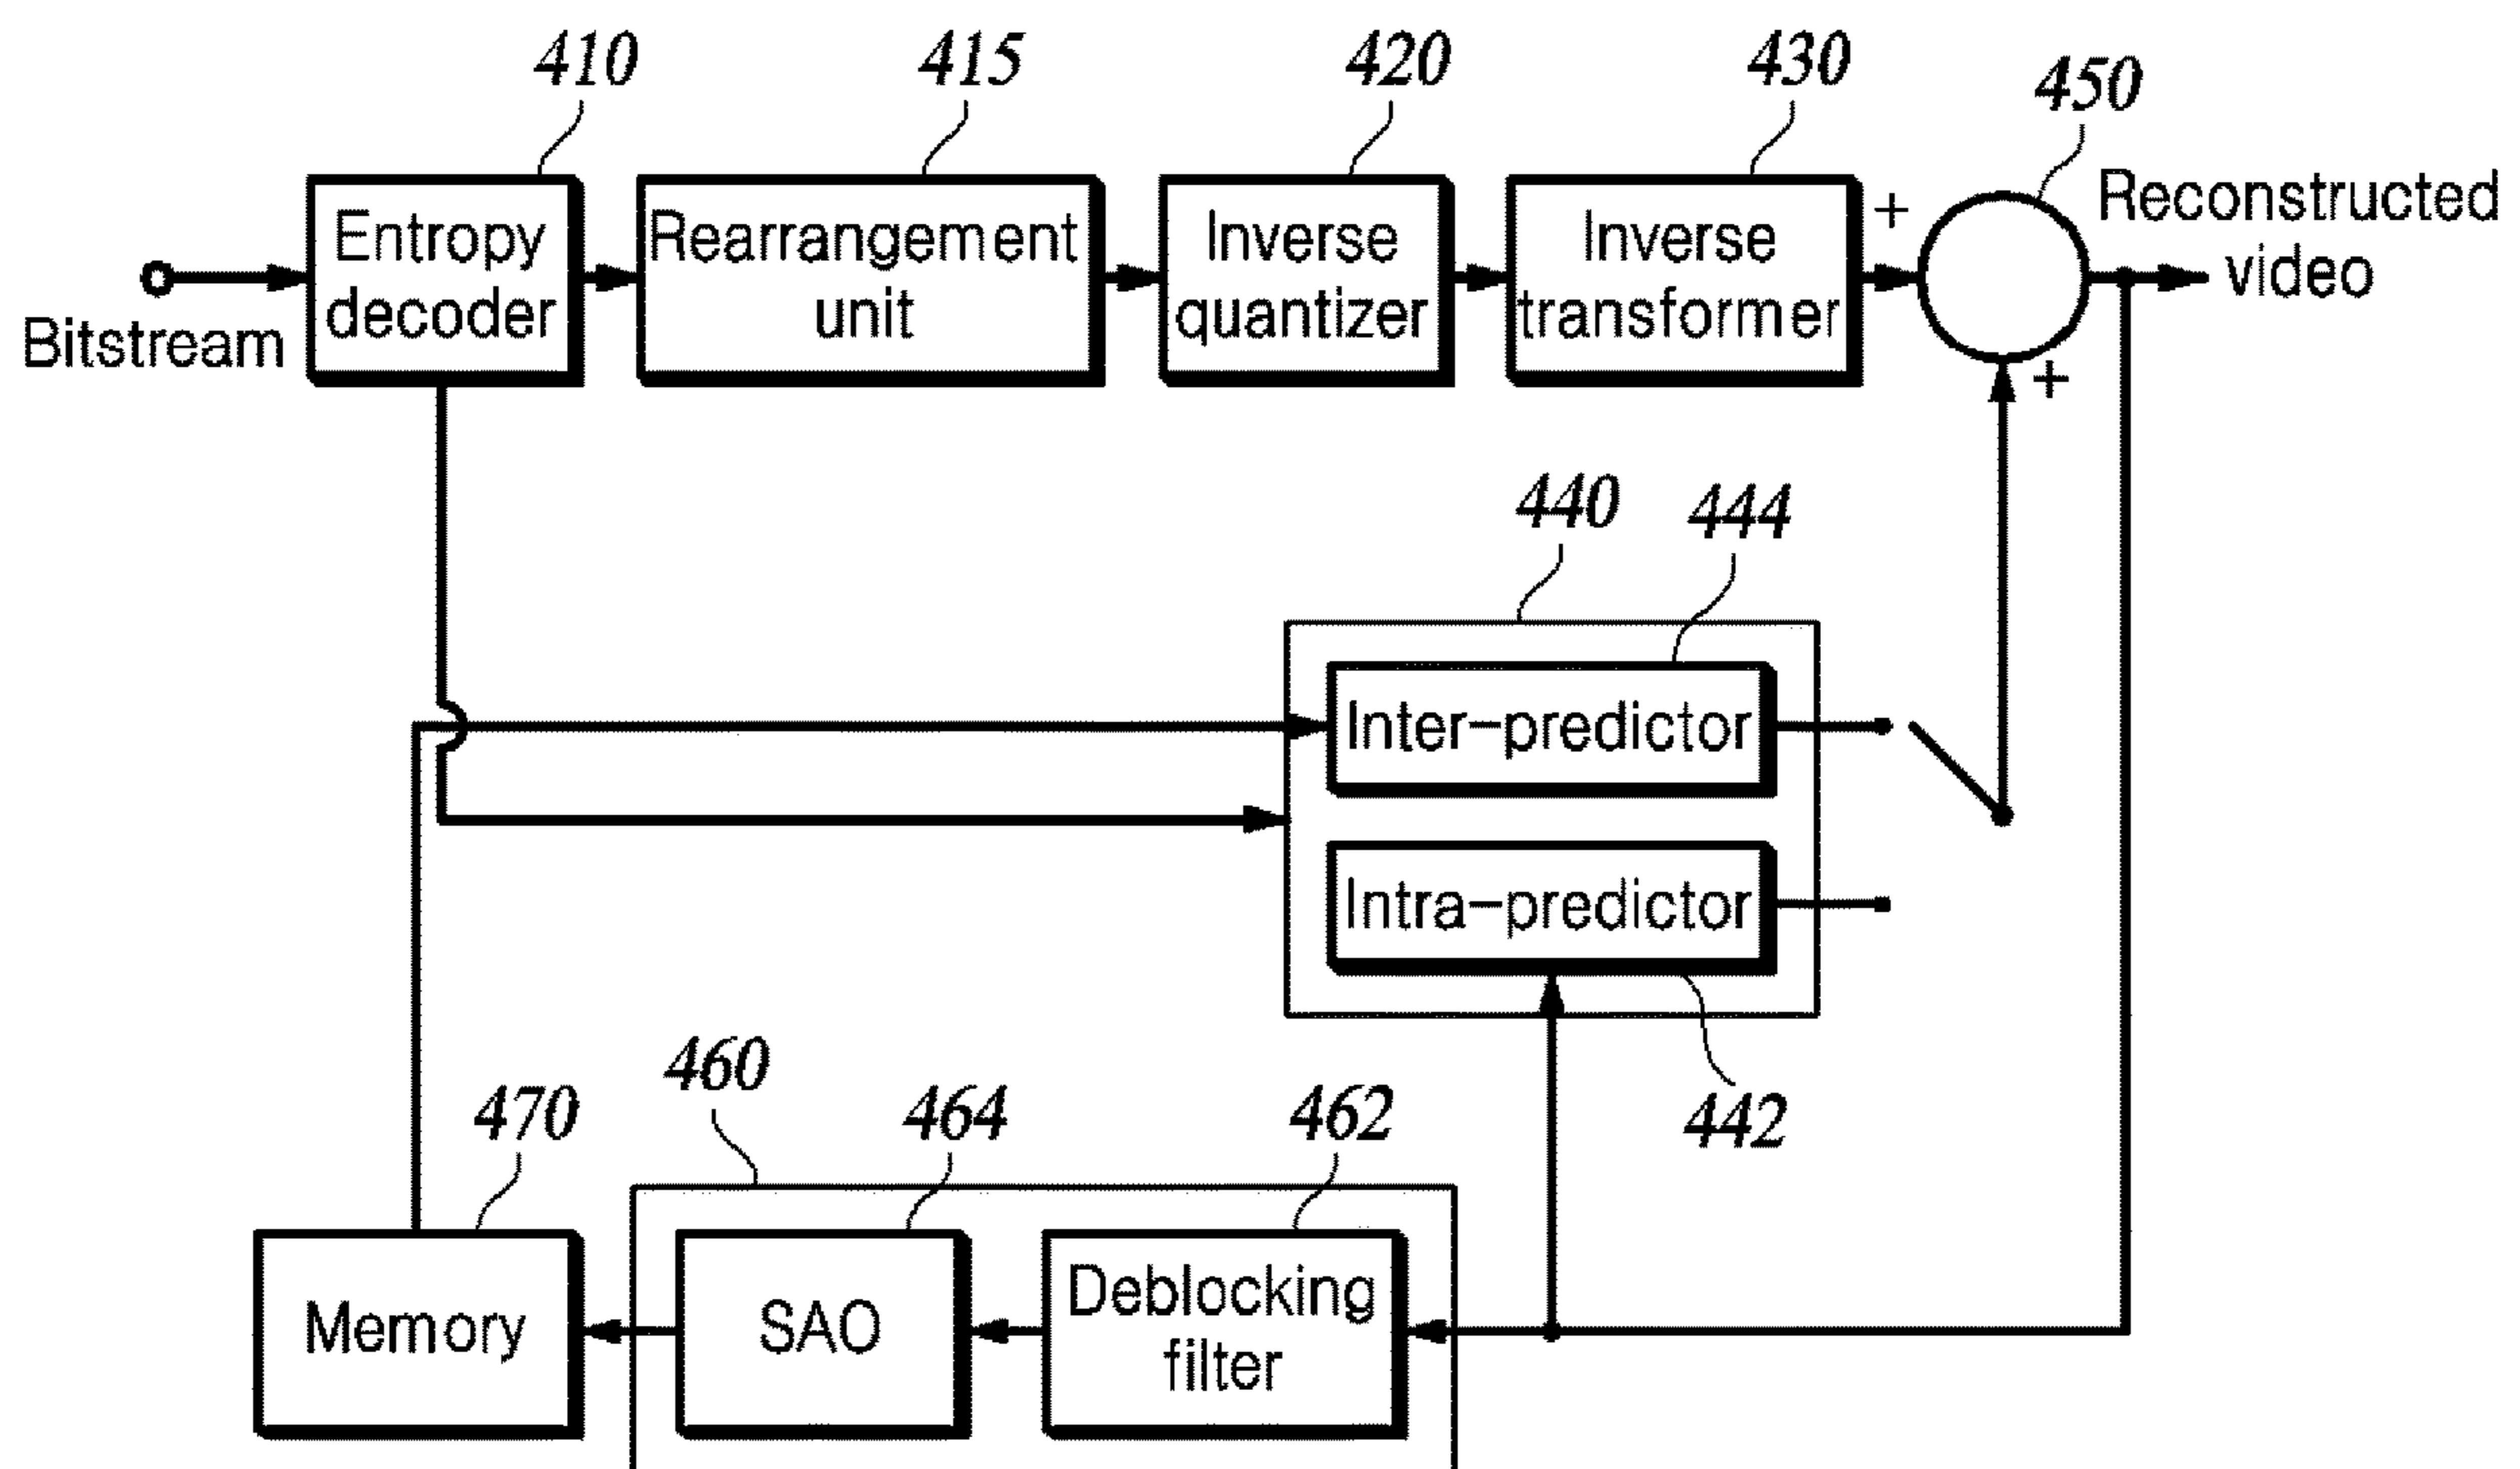 410
415
420
430
450
Entropy
decoder
Rearrangement
unit
Inverse
quantizer
Inverse
transformer
+
+
Reconstructed
video
Bitstream
440
444
Inter-predictor
Intra-predictor
442
460
470
464
462
Memory
SAO
Deblocking
filter